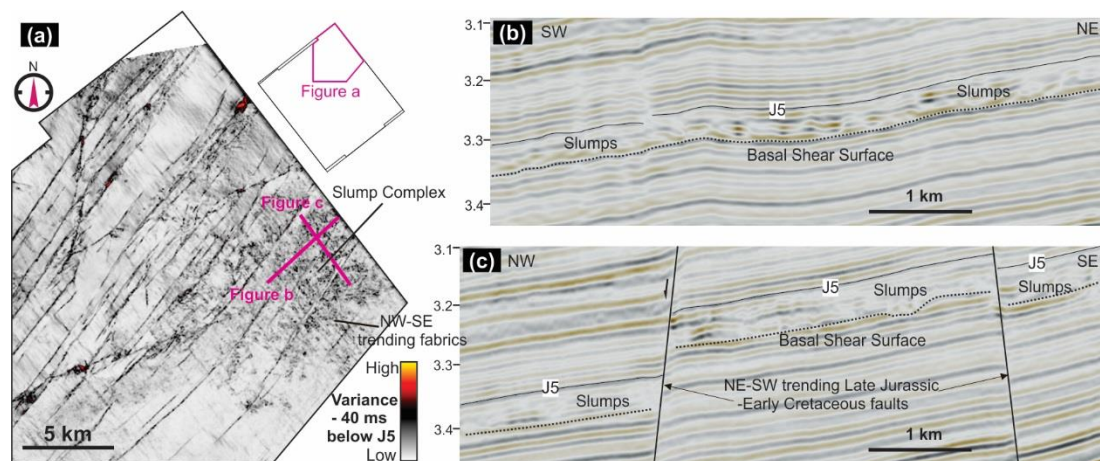 (a)
N
Figure a
Slump Complex
Figure c
Figure b
NW-SE
trending fabrics
High
Variance
- 40 ms
below J5
Low
5 km
(b)
SW
NE
3.1
3.2
3.3
3.4
J5
Slumps
Slumps
Basal Shear Surface
1 km
(c)
NW
SE
3.1
3.2
3.3
3.4
J5
J5
J5
Slumps
Slumps
Slumps
Basal Shear Surface
NE-SW trending Late Jurassic
-Early Cretaceous faults
1 km